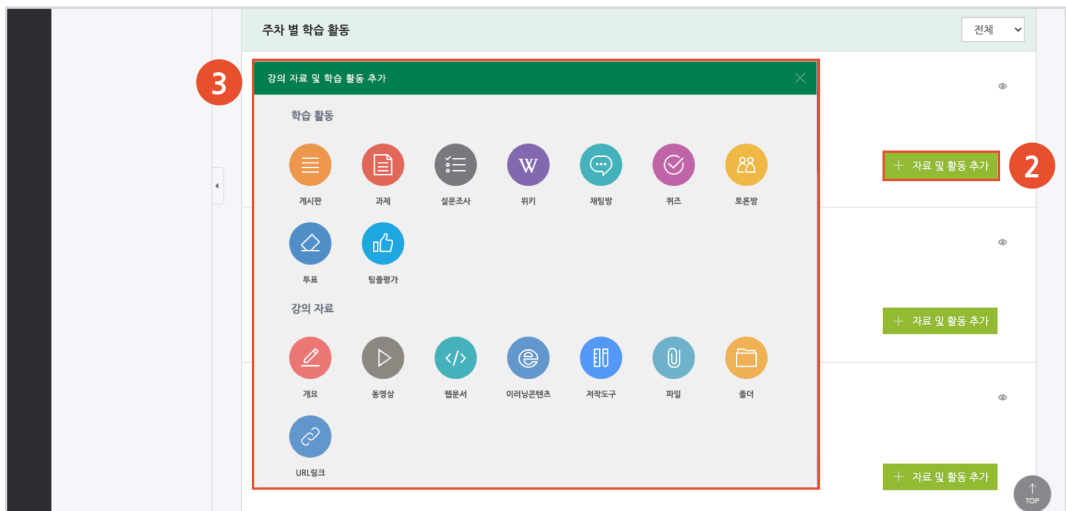 주차 별 학습 활동
전체
3
강의 자료 및 학습 활동 추가
학습 활동
게시판 과제 설문조사 W 위키 채팅방 퀴즈 토론방
+ 자료 및 활동 추가
2
투표 팀플평가
강의 자료
+ 자료 및 활동 추가
개요 동영상 </> 웹문서 e 이러닝콘텐츠 저작도구 파일 폴더
URL링크
+ 자료 및 활동 추가
↑
TOP